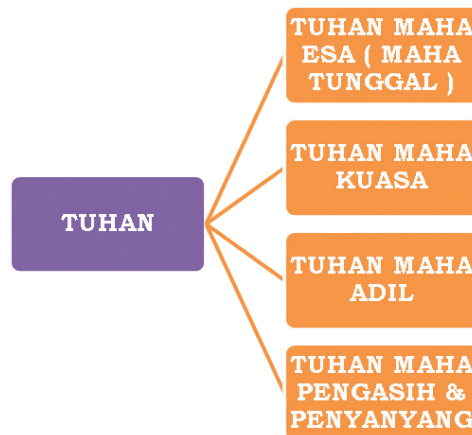 TUHAN
TUHAN MAHA
ESA ( MAHA
TUNGGAL )
TUHAN MAHA
KUASA
TUHAN MAHA
ADIL
TUHAN MAHA
PENGASIH &
PENYANYANG